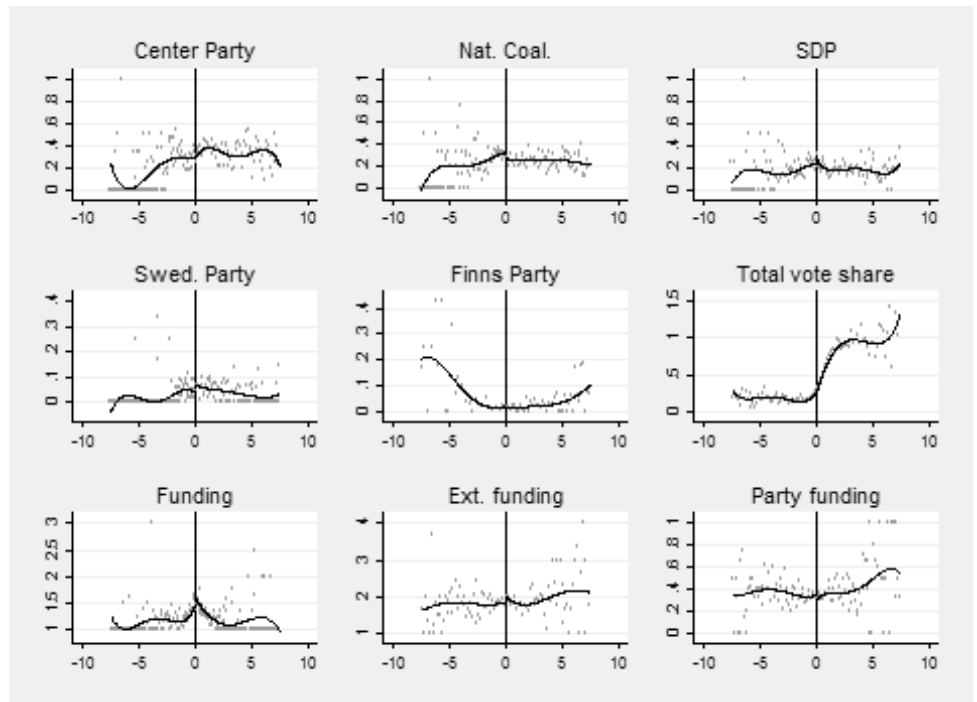 Center Party
Nat. Coal.
SDP
0 .2 .4 .6 .8 1
-10 -5 0 5 10
0 .2 .4 .6 .8 1
-10 -5 0 5 10
0 .2 .4 .6 .8 1
-10 -5 0 5 10
Swed. Party
Finns Party
Total vote share
0 .1 .2 .3 .4
-10 -5 0 5 10
0 .1 .2 .3 .4
-10 -5 0 5 10
0 .5 1 1.5
-10 -5 0 5 10
Funding
Ext. funding
Party funding
1 1.5 2 2.5 3
-10 -5 0 5 10
1 2 3 4
-10 -5 0 5 10
0 .2 .4 .6 .8 1
-10 -5 0 5 10